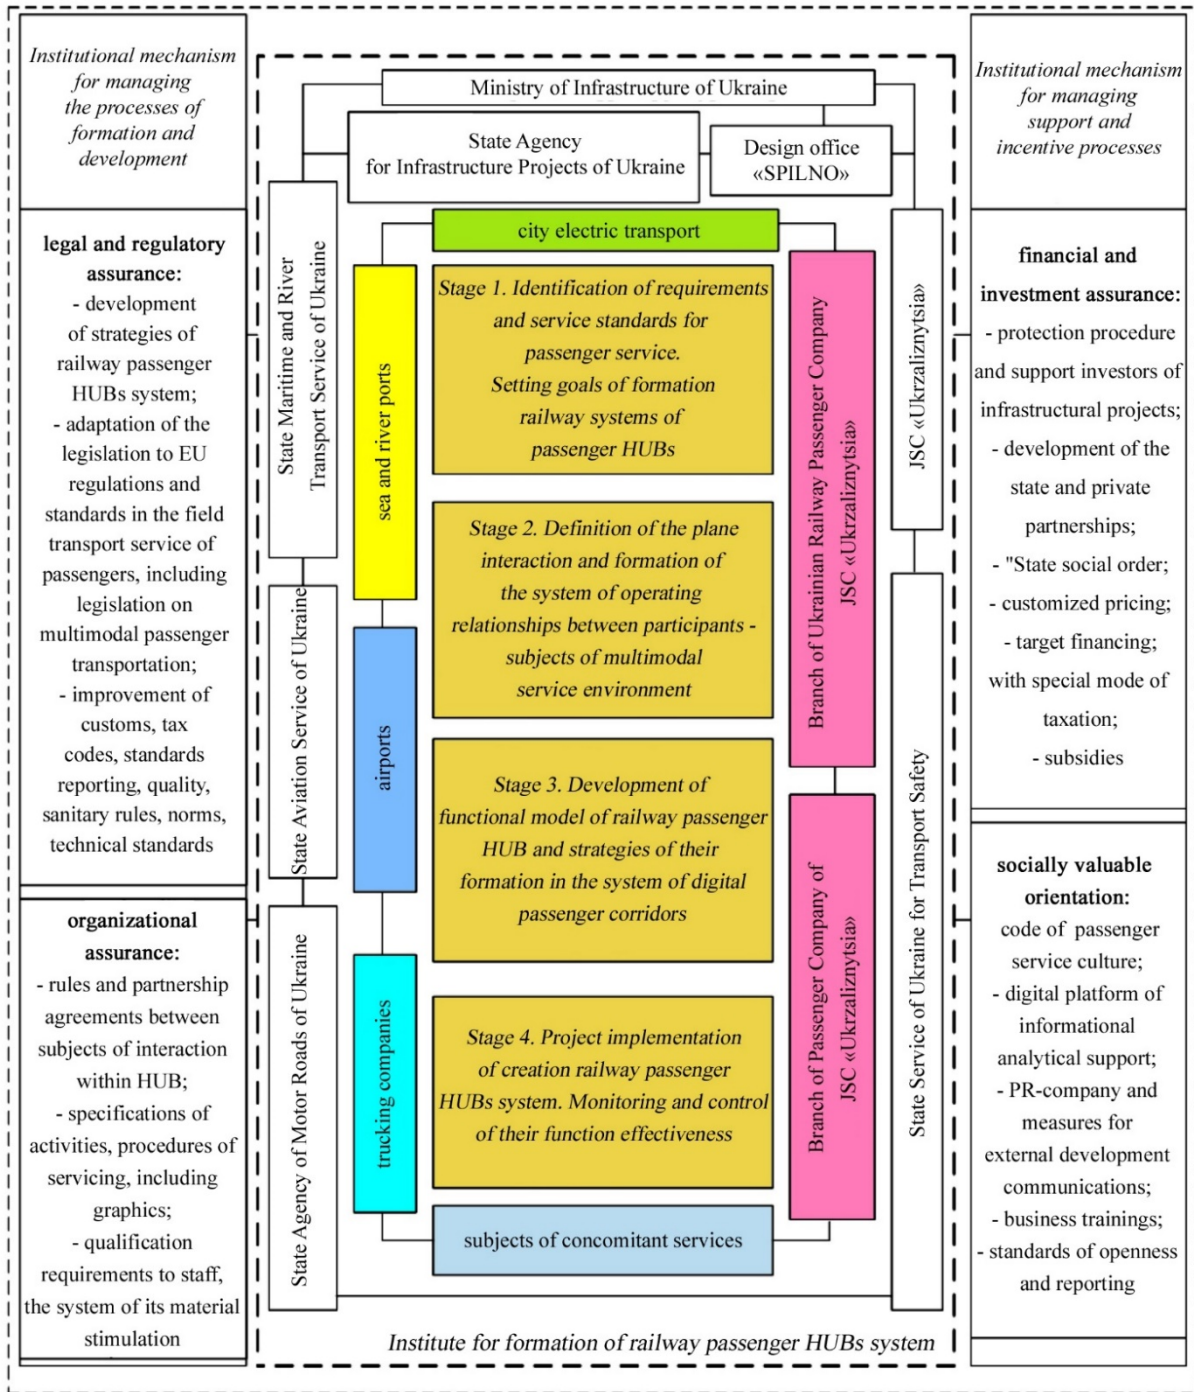 Institutional mechanism
for managing
the processes of
formation and
development
legal and regulatory
assurance:
- development
of strategies of
railway passenger
HUBs system;
- adaptation of the
legislation to EU
regulations and
standards in the field
transport service of
passengers, including
legislation on
multimodal passenger
transportation;
- improvement of
customs, tax
codes, standards
reporting, quality,
sanitary rules, norms,
technical standards
organizational
assurance:
- rules and partnership
agreements between
subjects of interaction
within HUB;
- specifications of
activities, procedures of
servicing, including
graphics;
- qualification
requirements to staff,
the system of its material
stimulation
Ministry of Infrastructure of Ukraine
State Agency
for Infrastructure Projects of Ukraine
Design office
«SPILNO»
State Maritime and River
Transport Service of Ukraine
State Aviation Service of Ukraine
State Agency of Motor Roads of Ukraine
city electric transport
sea and river ports
airports
trucking companies
Stage 1. Identification of requirements
and service standards for
passenger service.
Setting goals of formation
railway systems of
passenger HUBs
Stage 2. Definition of the plane
interaction and formation of
the system of operating
relationships between participants -
subjects of multimodal
service environment
Stage 3. Development of
functional model of railway passenger
HUB and strategies of their
formation in the system of digital
passenger corridors
Stage 4. Project implementation
of creation railway passenger
HUBs system. Monitoring and control
of their function effectiveness
subjects of concomitant services
Branch of Ukrainian Railway Passenger Company
JSC «Ukrzaliznytsia»
Branch of Passenger Company of
JSC «Ukrzaliznytsia»
JSC «Ukrzaliznytsia»
State Service of Ukraine for Transport Safety
Institute for formation of railway passenger HUBs system
Institutional mechanism
for managing
support and
incentive processes
financial and
investment assurance:
- protection procedure
and support investors of
infrastructural projects;
- development of the
state and private
partnerships;
- "State social order;
- customized pricing;
- target financing;
with special mode of
taxation;
- subsidies
socially valuable
orientation:
code of passenger
service culture;
- digital platform of
informational
analytical support;
- PR-company and
measures for
external development
communications;
- business trainings;
- standards of openness
and reporting